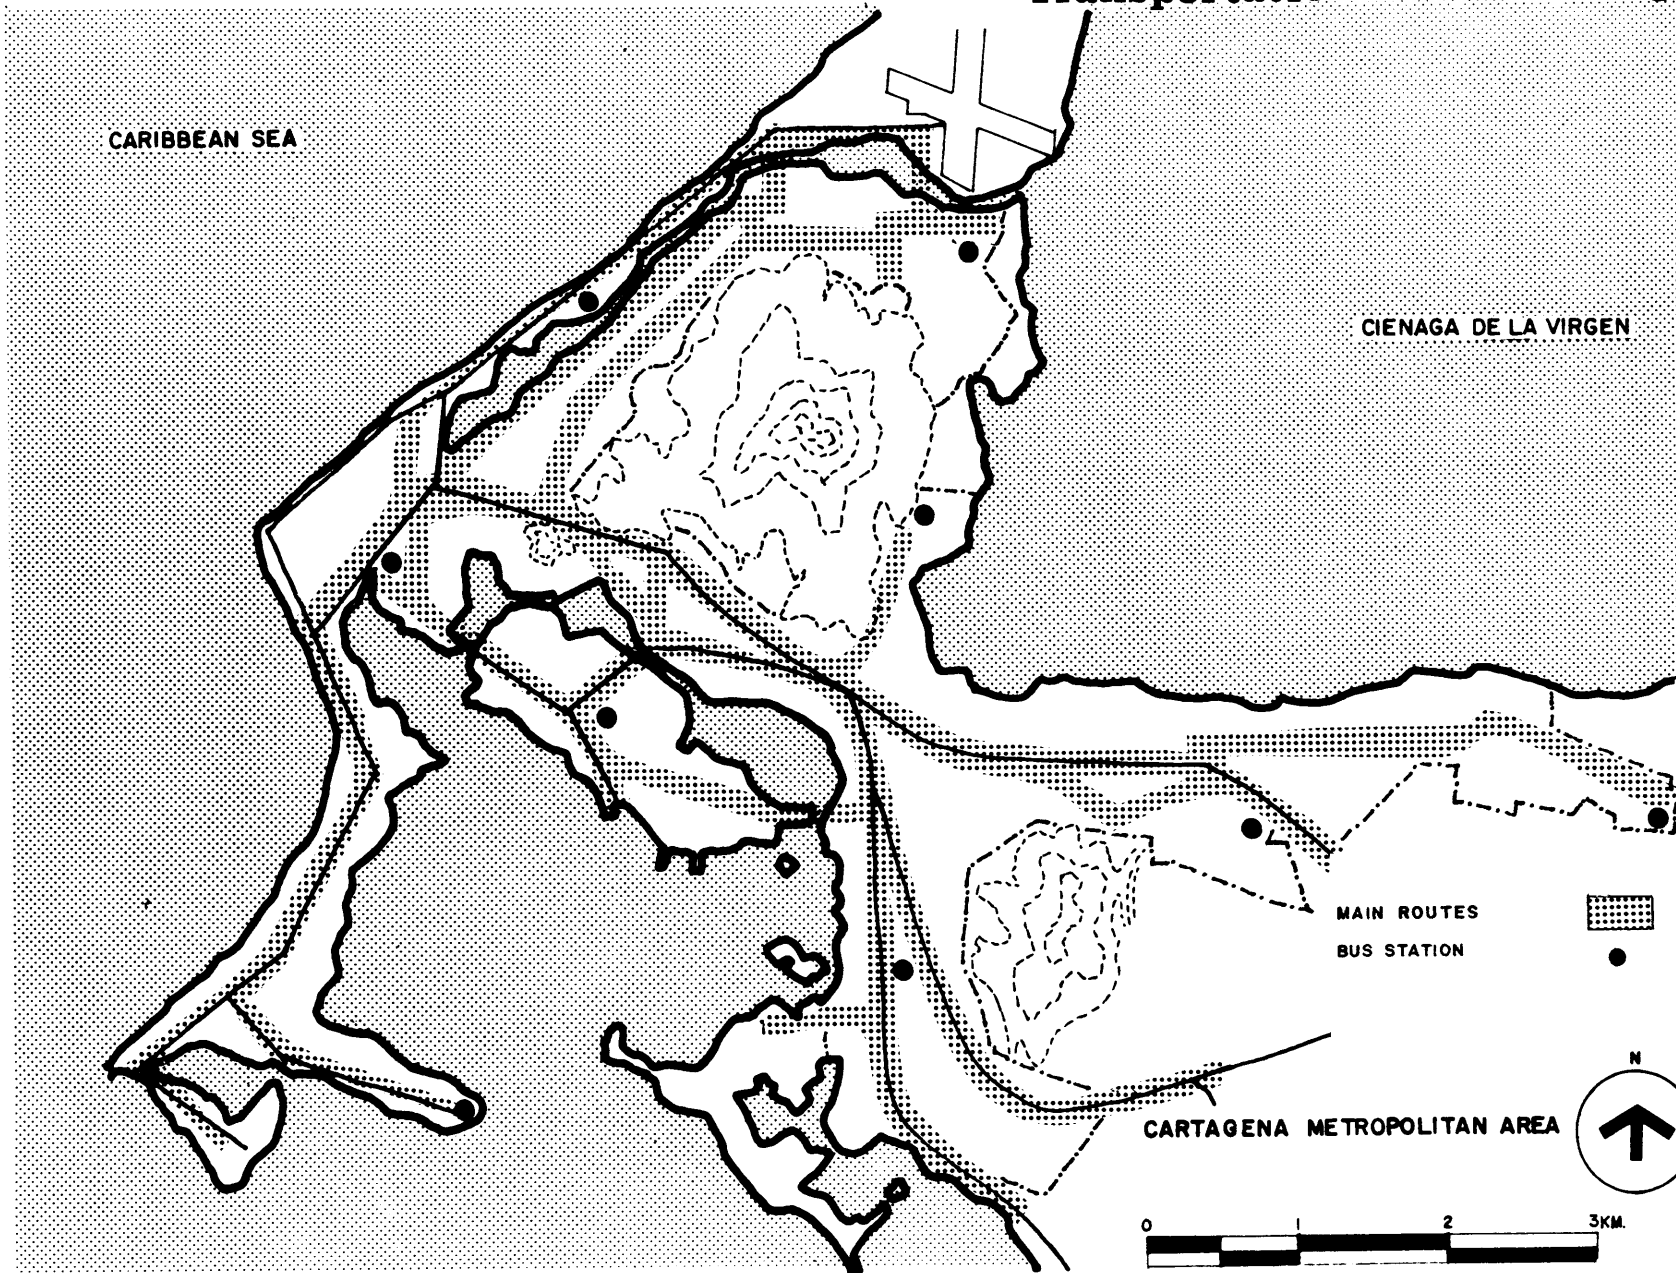 CARIBBEAN SEA
CIENAGA DE LA VIRGEN
MAIN ROUTES
BUS STATION
N
CARTAGENA METROPOLITAN AREA
0 1 2 3KM.